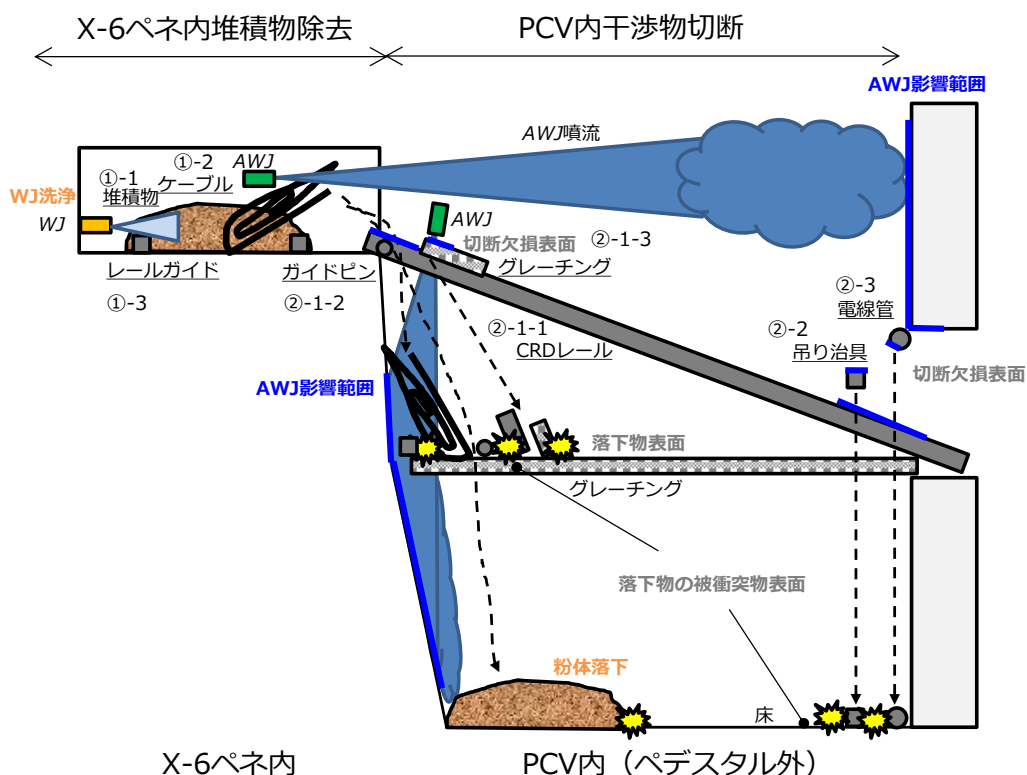 X-6ペネ内堆積物除去
PCV内干渉物切断
AWJ影響範囲
AWJ噴流
①-2
AWJ
ケーブル
①-1
堆積物
WJ洗浄
WJ
AWJ
切断欠損表面
②-1-3
グレーチング
レールガイド
ガイドピン
①-3
②-1-2
②-3
電線管
②-1-1
CRDレール
②-2
吊り治具
切断欠損表面
AWJ影響範囲
落下物表面
グレーチング
落下物の被衝突物表面
粉体落下
床
X-6ペネ内
PCV内（ペデスタル外）